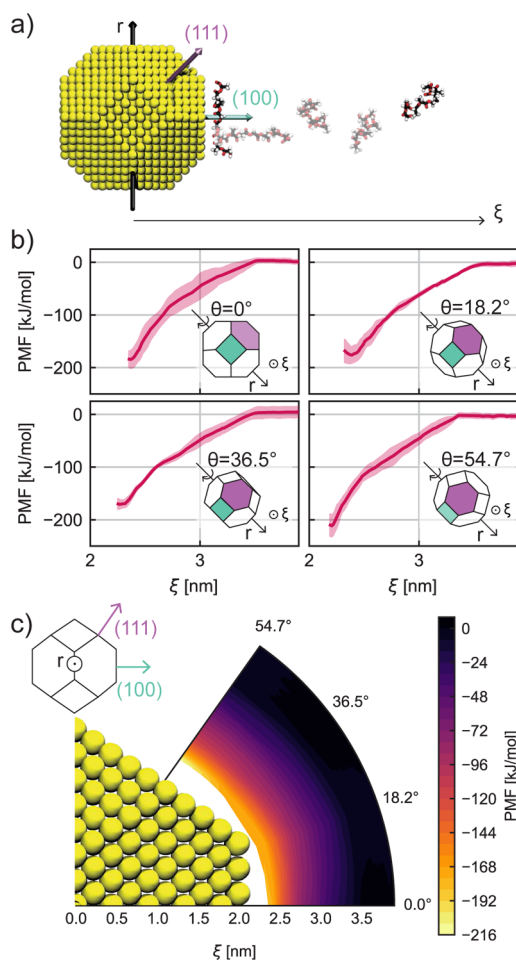 a)
r
(111)
(100)
ξ
b)
PMF [kJ/mol]
0
−100
−200
θ=0°
ξ
r
θ=18.2°
ξ
r
PMF [kJ/mol]
0
−100
−200
θ=36.5°
ξ
r
θ=54.7°
ξ
r
2 3
2 3
ξ [nm]
ξ [nm]
c)
(111)
r
(100)
54.7°
36.5°
18.2°
0.0°
0.0 0.5 1.0 1.5 2.0 2.5 3.0 3.5
ξ [nm]
0
−24
−48
−72
−96
−120
−144
−168
−192
−216
PMF [kJ/mol]